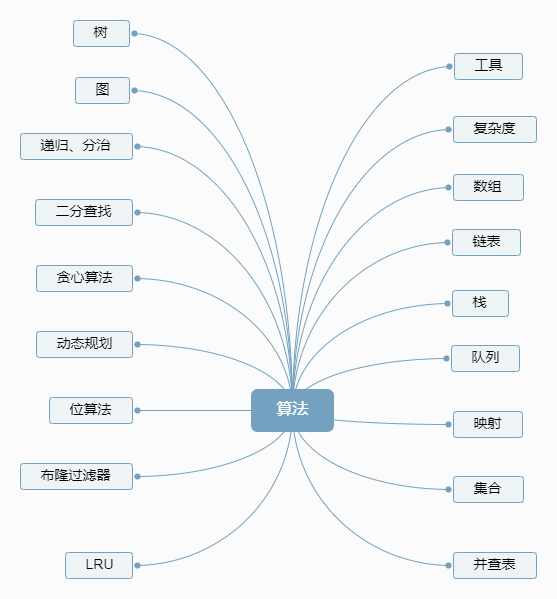 树
图
递归、分治
二分查找
贪心算法
动态规划
位算法
布隆过滤器
LRU
算法
工具
复杂度
数组
链表
栈
队列
映射
集合
并查表